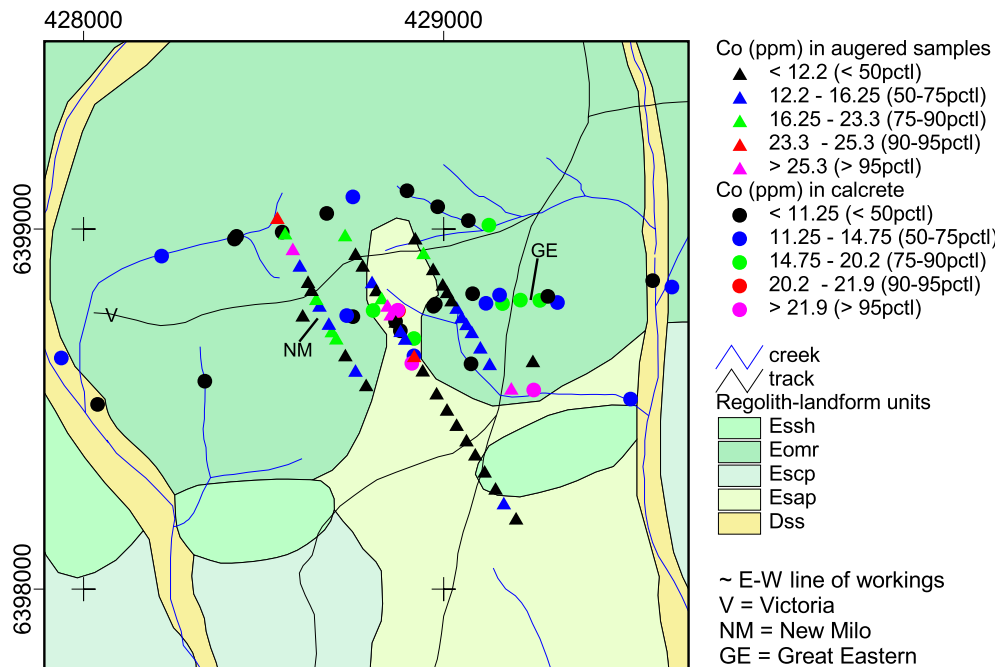 428000 429000
6399000
6398000
V
NM
GE
Co (ppm) in augered samples
< 12.2 (< 50pctl)
12.2 - 16.25 (50-75pctl)
16.25 - 23.3 (75-90pctl)
23.3 - 25.3 (90-95pctl)
> 25.3 (> 95pctl)
Co (ppm) in calcrete
< 11.25 (< 50pctl)
11.25 - 14.75 (50-75pctl)
14.75 - 20.2 (75-90pctl)
20.2 - 21.9 (90-95pctl)
> 21.9 (> 95pctl)
creek
track
Regolith-landform units
Essh
Eomr
Escp
Esap
Dss
~ E-W line of workings
V = Victoria
NM = New Milo
GE = Great Eastern